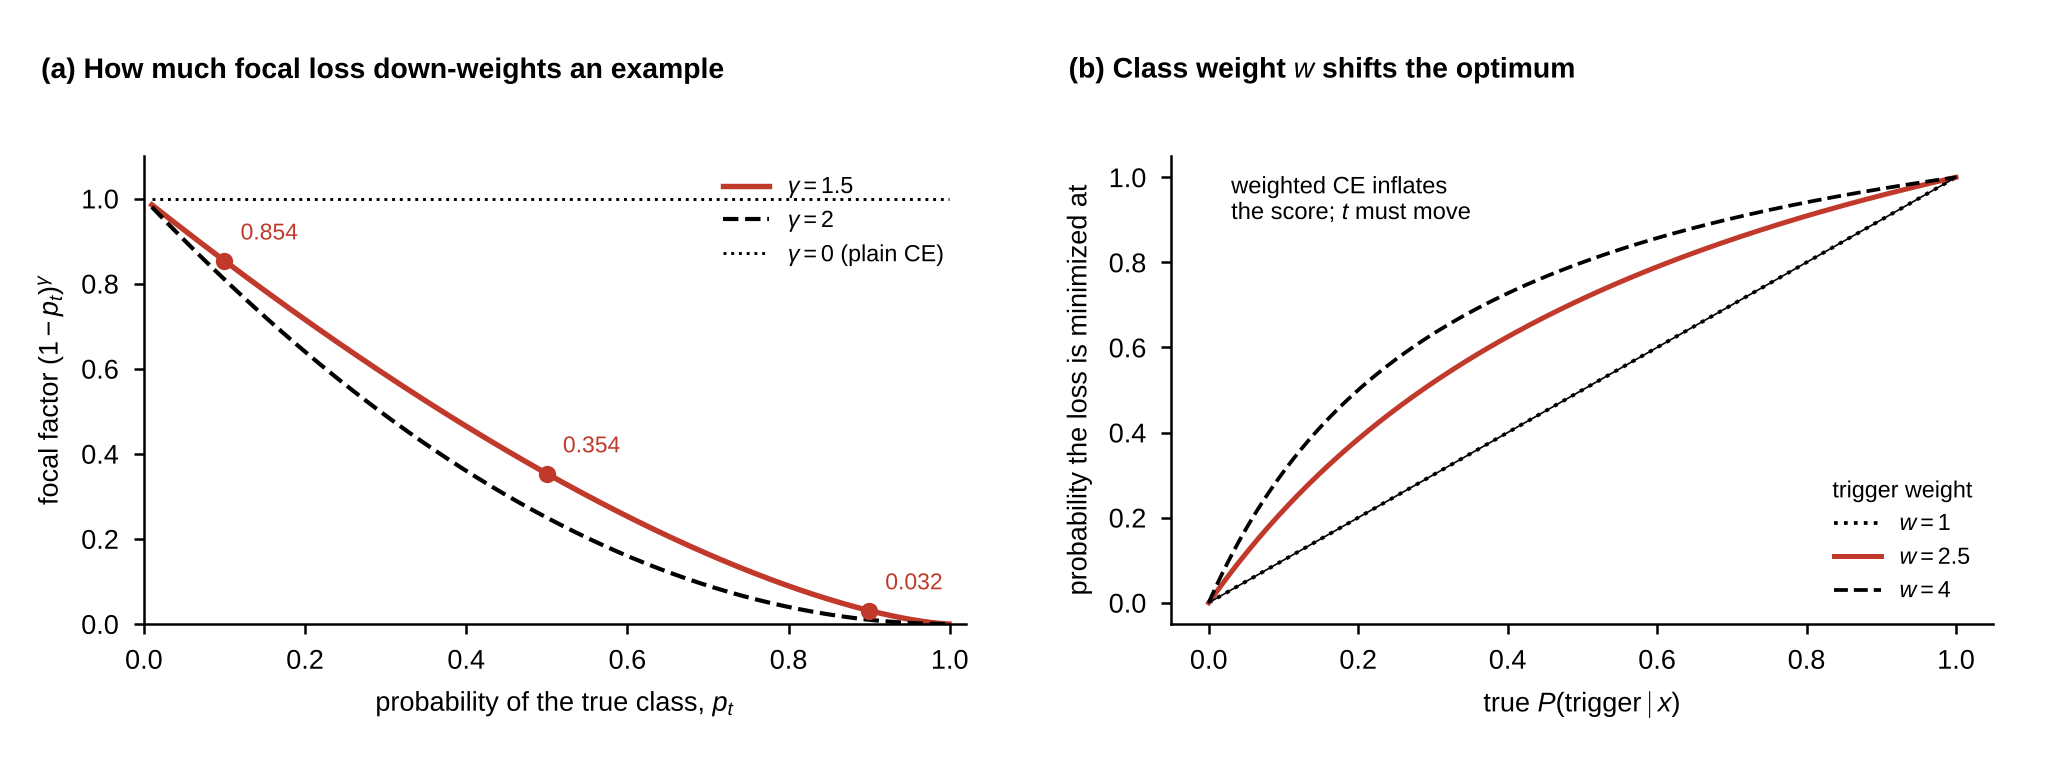 (a) How much focal loss down-weights an example
focal factor (1 − pₜ)ᵞ
1.0
0.8
0.6
0.4
0.2
0.0
0.0 0.2 0.4 0.6 0.8 1.0
probability of the true class, pₜ
γ = 1.5
γ = 2
γ = 0 (plain CE)
0.854
0.354
0.032
(b) Class weight w shifts the optimum
probability the loss is minimized at
1.0
0.8
0.6
0.4
0.2
0.0
0.0 0.2 0.4 0.6 0.8 1.0
true P(trigger | x)
weighted CE inflates
the score; t must move
trigger weight
w = 1
w = 2.5
w = 4